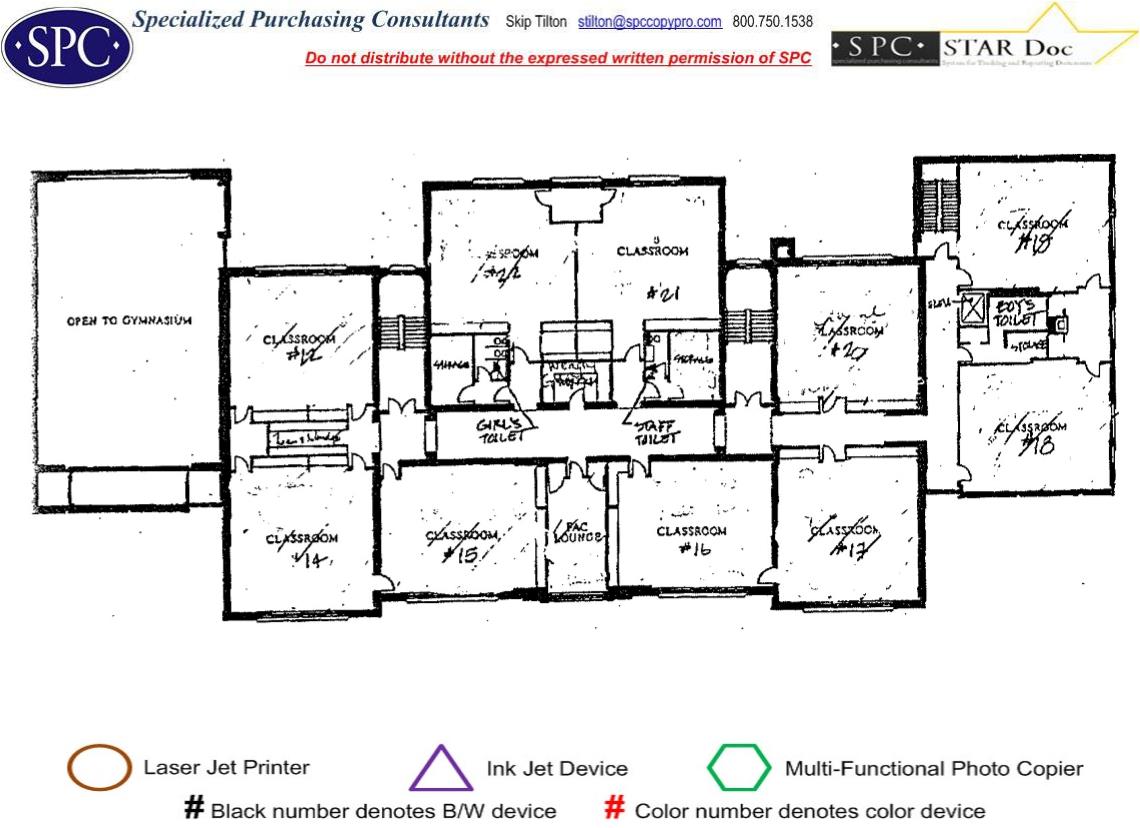 SPC
Specialized Purchasing Consultants Skip Tilton stilton@spccopypro.com 800.750.1538
Do not distribute without the expressed written permission of SPC
· SPC · STAR Doc
specialized purchasing consultants System for Tracking and Reporting Documents
CLASSROOM
#19
CLASSROOM
#21
OPEN TO GYMNASIUM
CLASSROOM
#12
CLASSROOM
#20
BOY'S
TOILET
STORAGE
STORAGE
STORAGE
GIRL'S
TOILET
STAFF
TOILET
CLASSROOM
#18
CLASSROOM
#14
CLASSROOM
#15
FAC
LOUNGE
CLASSROOM
#16
CLASSROOM
#17
Laser Jet Printer Ink Jet Device Multi-Functional Photo Copier
# Black number denotes B/W device # Color number denotes color device